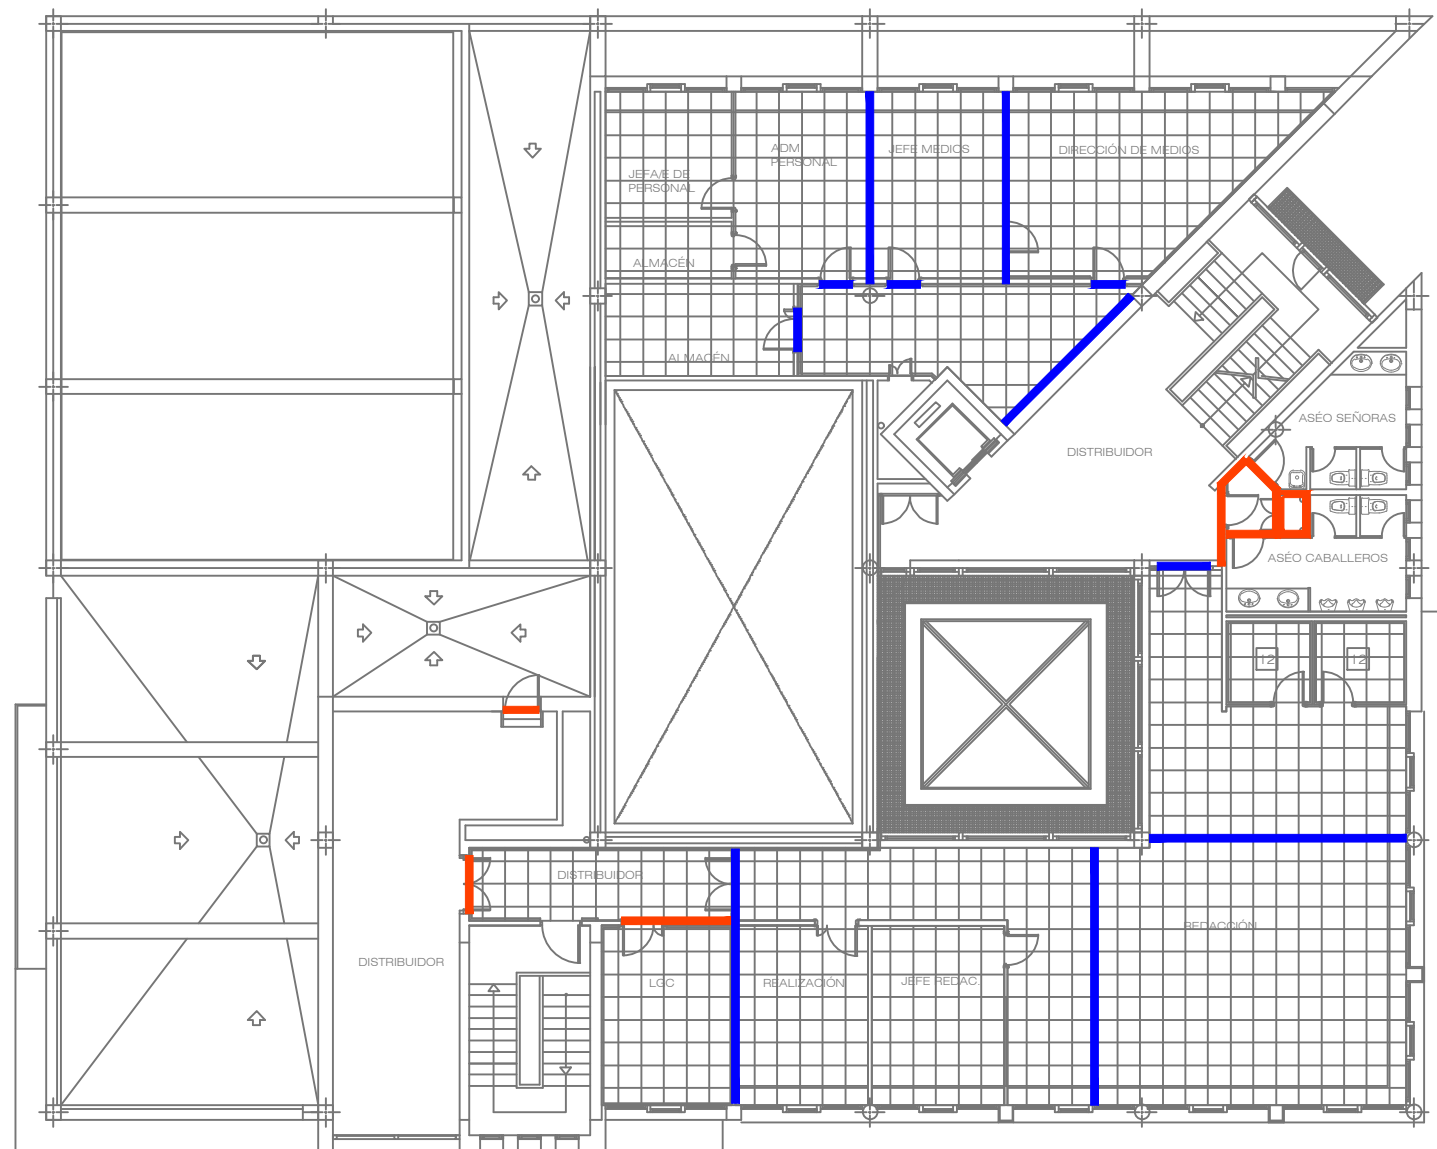 ADM.
PERSONAL
JEFE MEDIOS
DIRECCIÓN DE MEDIOS
JEFA/E DE
PERSONAL
ALMACÉN
ALMACÉN
ASÉO SEÑORAS
DISTRIBUIDOR
ASÉO CABALLEROS
12
12
DISTRIBUIDOR
REDACCIÓN
DISTRIBUIDOR
LGC
REALIZACIÓN
JEFE REDAC.